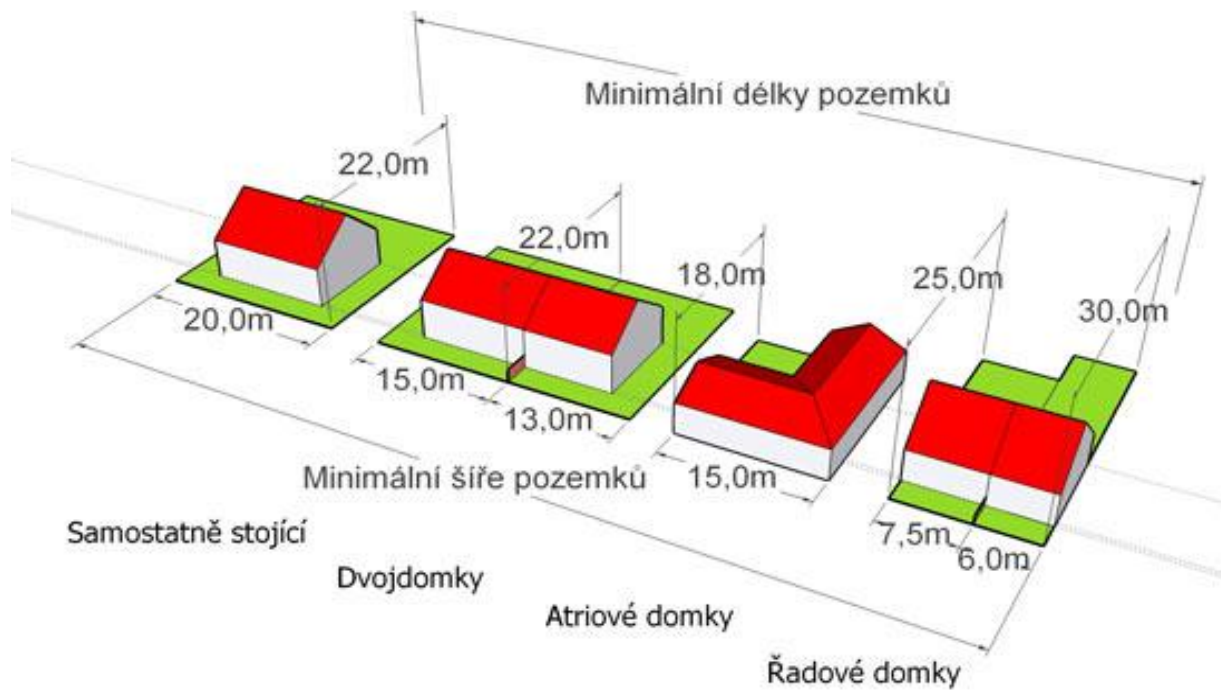 Minimální délky pozemků
22,0m
22,0m
18,0m
25,0m
30,0m
20,0m
15,0m
13,0m
15,0m
7,5m
6,0m
Minimální šíře pozemků
Samostatně stojící
Dvojdomky
Atriové domky
Řadové domky